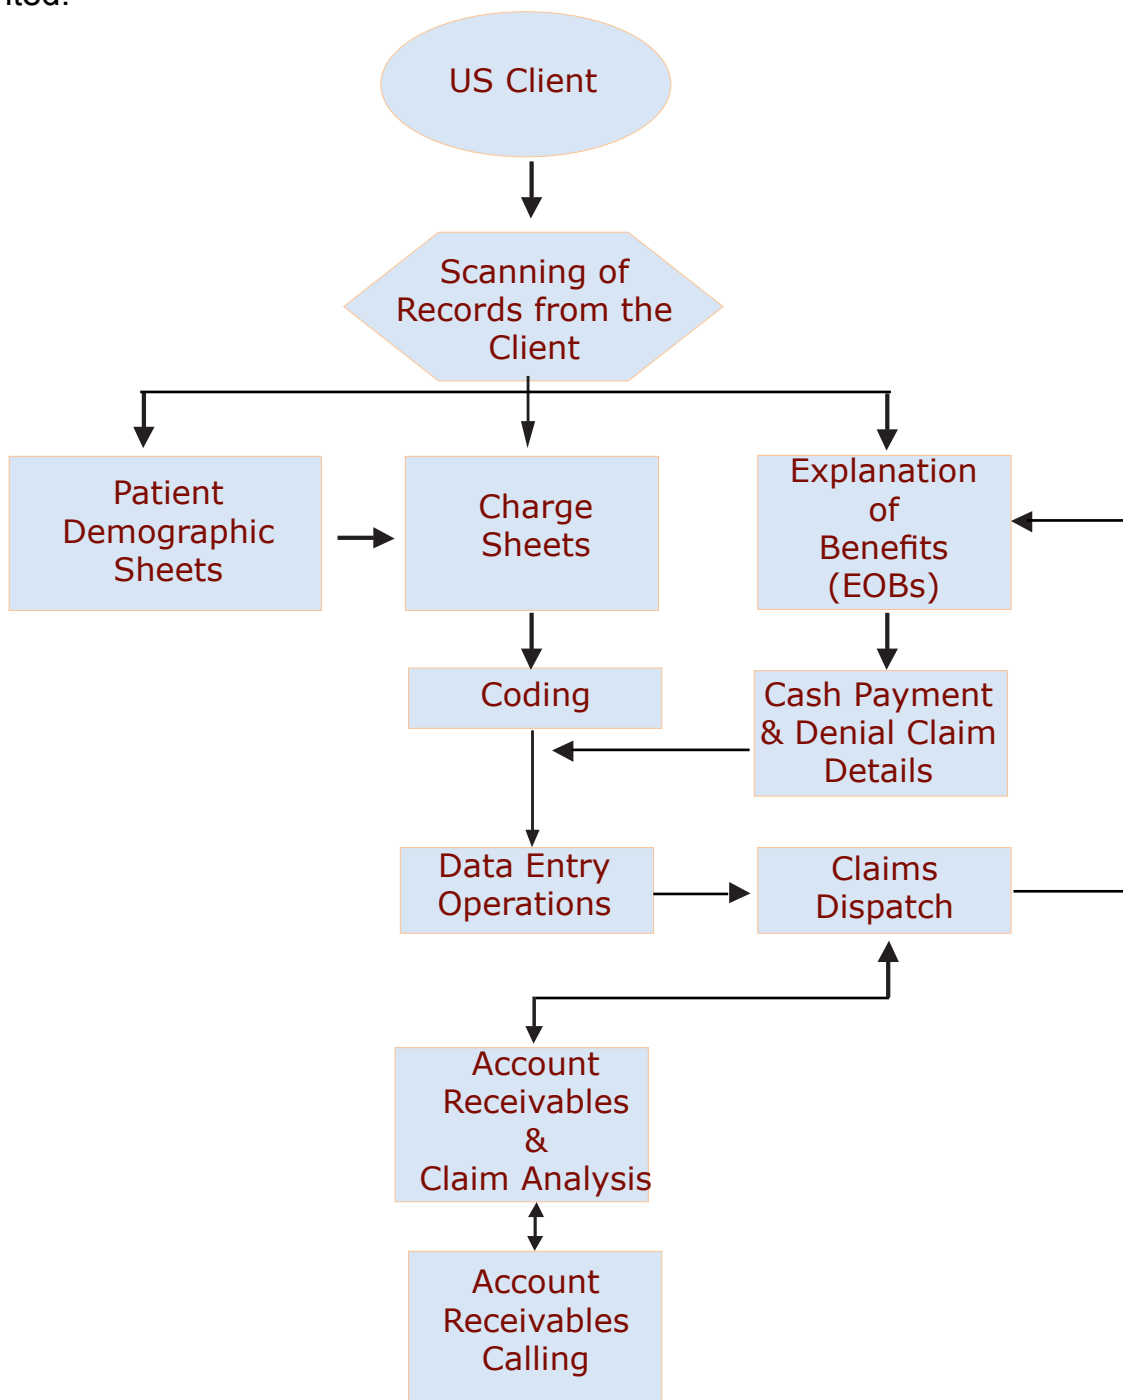 US Client
Scanning of
Records from the
Client
Patient
Demographic
Sheets
Charge
Sheets
Explanation
of
Benefits
(EOBs)
Coding
Cash Payment
& Denial Claim
Details
Data Entry
Operations
Claims
Dispatch
Account
Receivables
&
Claim Analysis
Account
Receivables
Calling